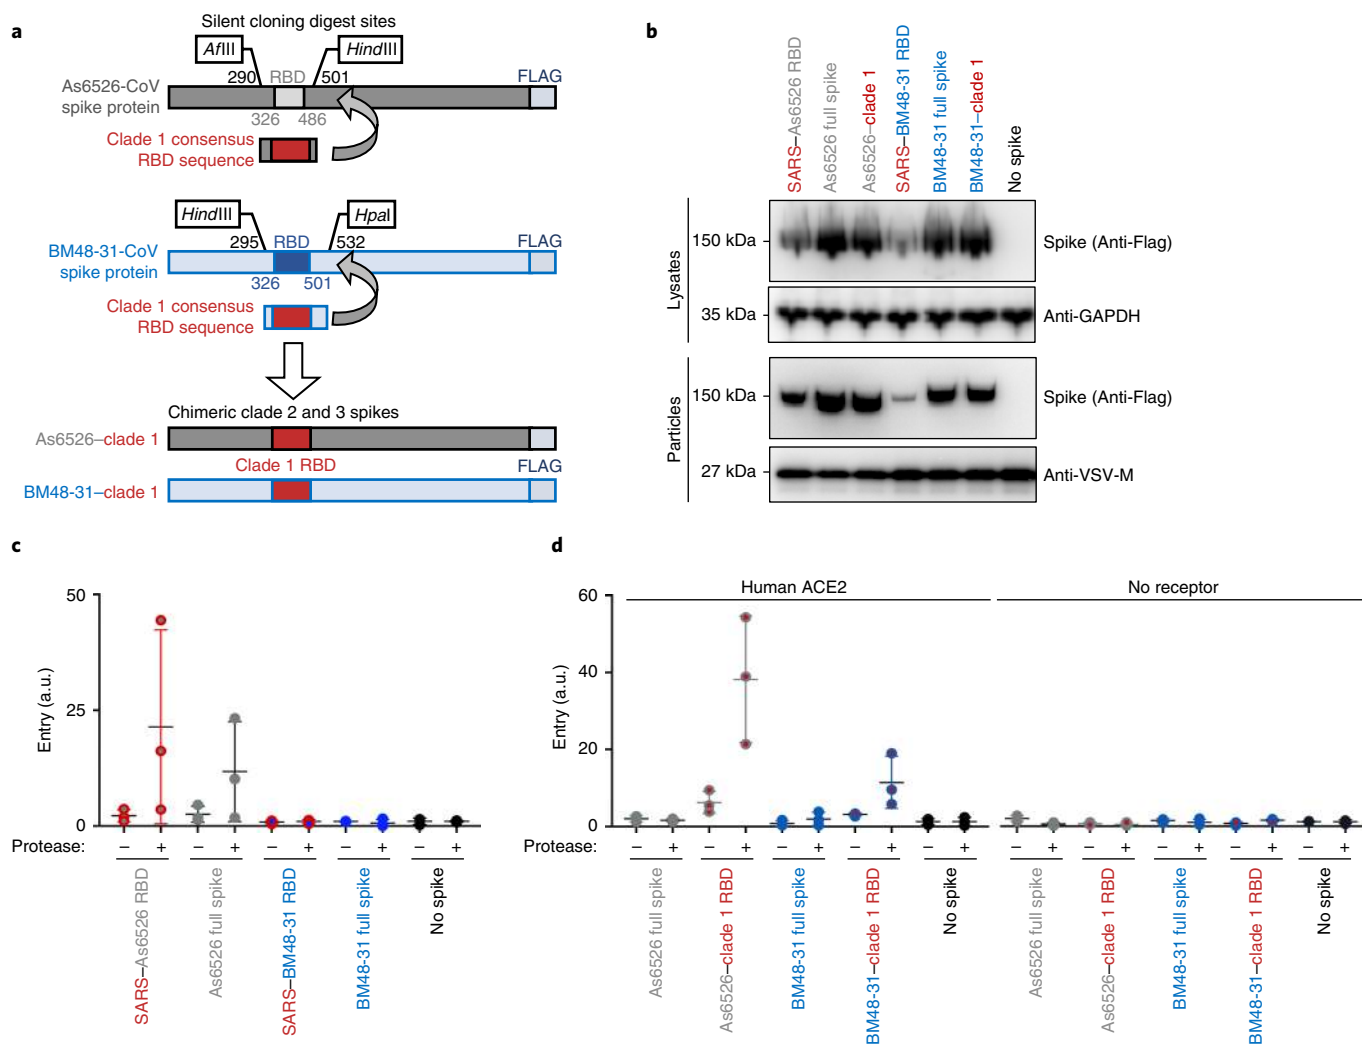 a
Silent cloning digest sites
AflII
HindIII
290
RBD
501
FLAG
As6526-CoV
spike protein
326
486
Clade 1 consensus
RBD sequence
HindIII
HpaI
295
RBD
532
FLAG
BM48-31-CoV
spike protein
326
501
Clade 1 consensus
RBD sequence
Chimeric clade 2 and 3 spikes
As6526–clade 1
Clade 1 RBD
FLAG
BM48-31–clade 1
b
SARS–As6526 RBD
As6526 full spike
As6526–clade 1
SARS–BM48-31 RBD
BM48-31 full spike
BM48-31–clade 1
No spike
Lysates
150 kDa
Spike (Anti-Flag)
35 kDa
Anti-GAPDH
Particles
150 kDa
Spike (Anti-Flag)
27 kDa
Anti-VSV-M
c
Entry (a.u.)
50
25
0
Protease:
– + – + – + – + – +
SARS–As6526 RBD
As6526 full spike
SARS–BM48-31 RBD
BM48-31 full spike
No spike
d
Human ACE2
No receptor
Entry (a.u.)
60
40
20
0
Protease:
– + – + – + – + – + – + – + – + – + – +
As6526 full spike
As6526–clade 1 RBD
BM48-31 full spike
BM48-31–clade 1 RBD
No spike
As6526 full spike
As6526–clade 1 RBD
BM48-31 full spike
BM48-31–clade 1 RBD
No spike